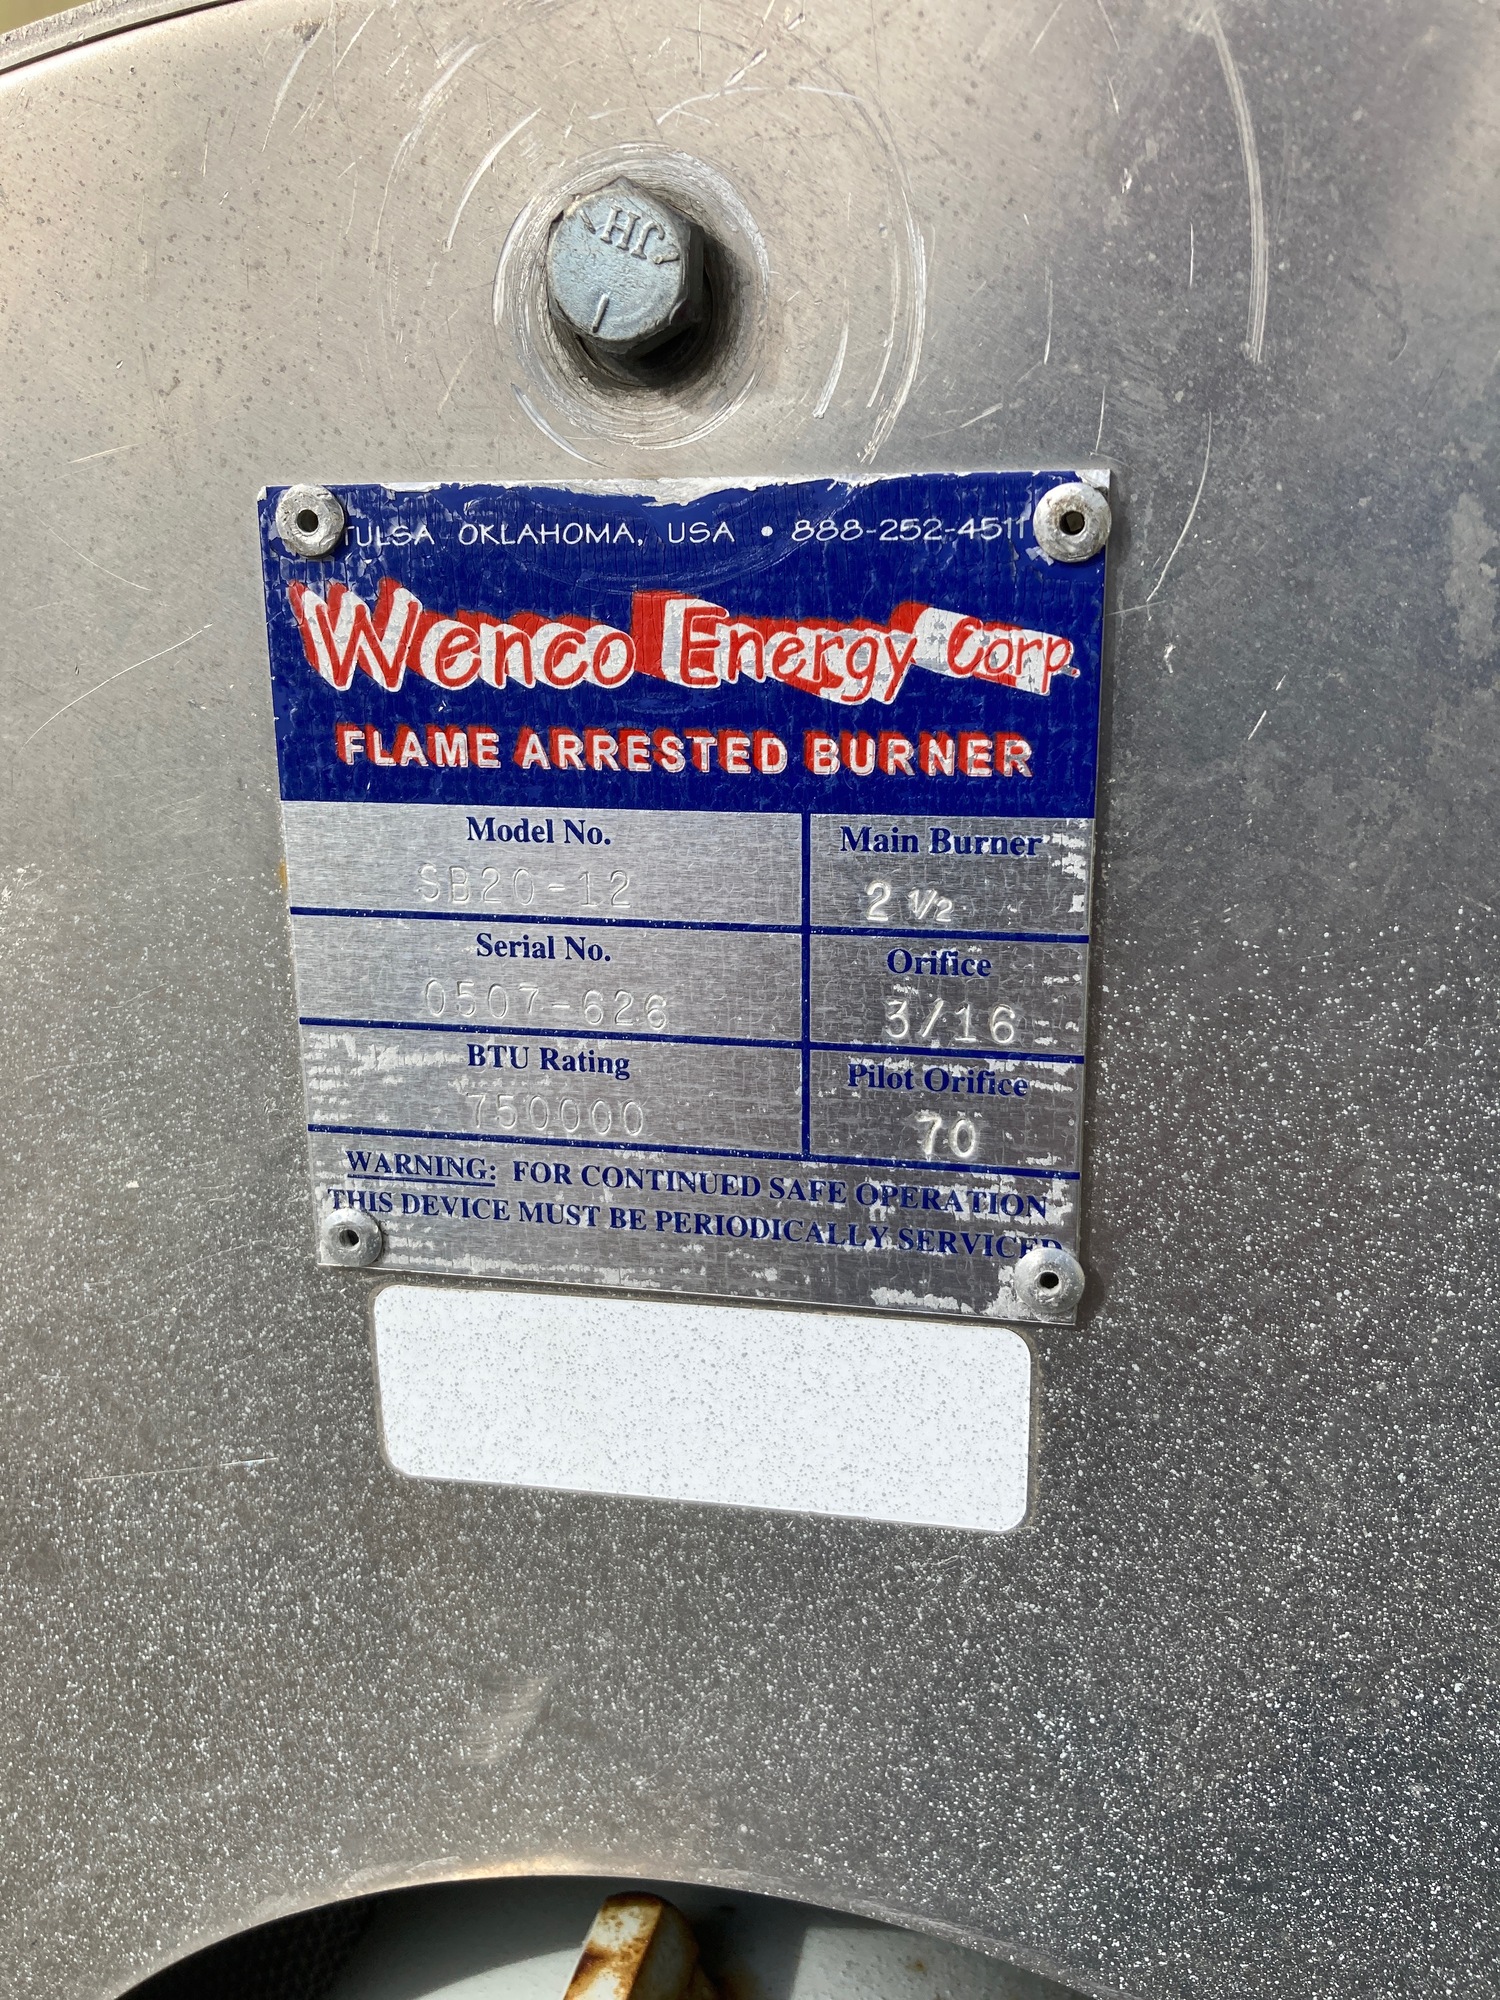 JH
TULSA OKLAHOMA, USA • 888-252-4511
Wenco Energy Corp.
FLAME ARRESTED BURNER
Model No.
SB20-12
Main Burner
2 1/2
Serial No.
0507-626
Orifice
3/16
BTU Rating
750000
Pilot Orifice
70
WARNING: FOR CONTINUED SAFE OPERATION
THIS DEVICE MUST BE PERIODICALLY SERVICED